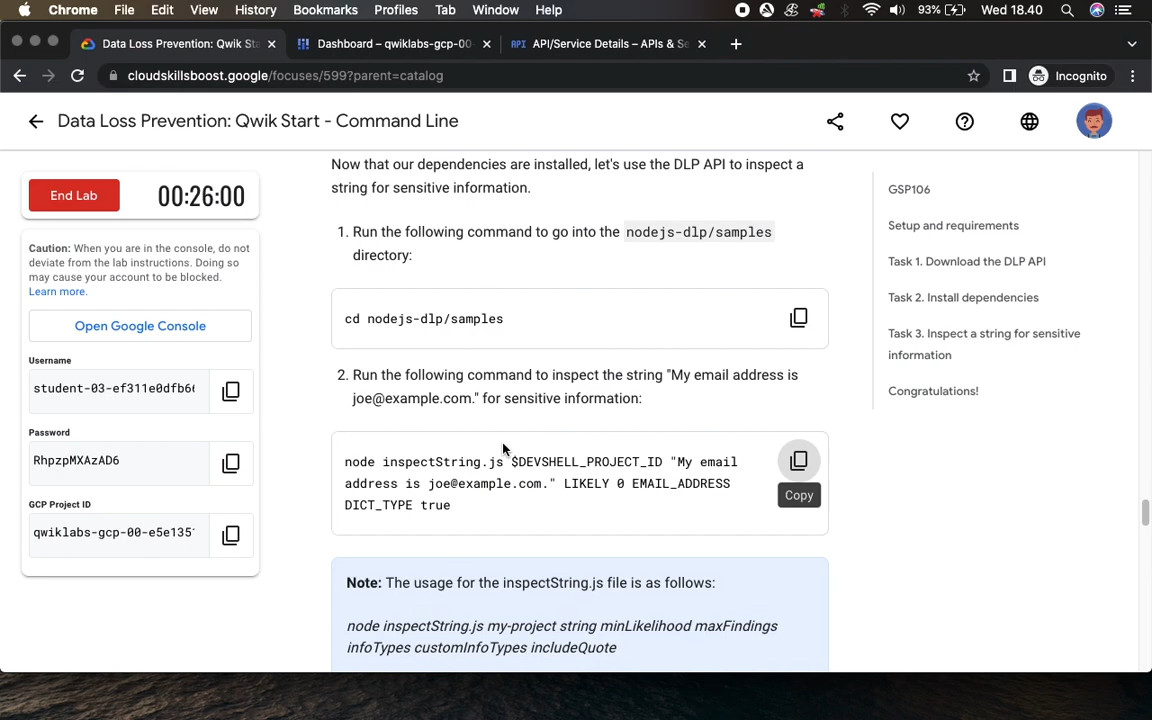 Chrome File Edit View History Bookmarks Profiles Tab Window Help 93% Wed 18.40
Data Loss Prevention: Qwik Sta Dashboard – qwiklabs-gcp-00- API API/Service Details – APIs & Se
cloudskillsboost.google/focuses/599?parent=catalog Incognito
Data Loss Prevention: Qwik Start - Command Line
End Lab 00:26:00
Caution: When you are in the console, do not
deviate from the lab instructions. Doing so
may cause your account to be blocked.
Learn more.
Open Google Console
Username
student-03-ef311e0dfb66
Password
RhpzpMXAzAD6
GCP Project ID
qwiklabs-gcp-00-e5e135
Now that our dependencies are installed, let's use the DLP API to inspect a
string for sensitive information.
1. Run the following command to go into the nodejs-dlp/samples
directory:
cd nodejs-dlp/samples
2. Run the following command to inspect the string "My email address is
joe@example.com." for sensitive information:
node inspectString.js $DEVSHELL_PROJECT_ID "My email
address is joe@example.com." LIKELY 0 EMAIL_ADDRESS
DICT_TYPE true
Copy
Note: The usage for the inspectString.js file is as follows:
node inspectString.js my-project string minLikelihood maxFindings
infoTypes customInfoTypes includeQuote
GSP106
Setup and requirements
Task 1. Download the DLP API
Task 2. Install dependencies
Task 3. Inspect a string for sensitive
information
Congratulations!